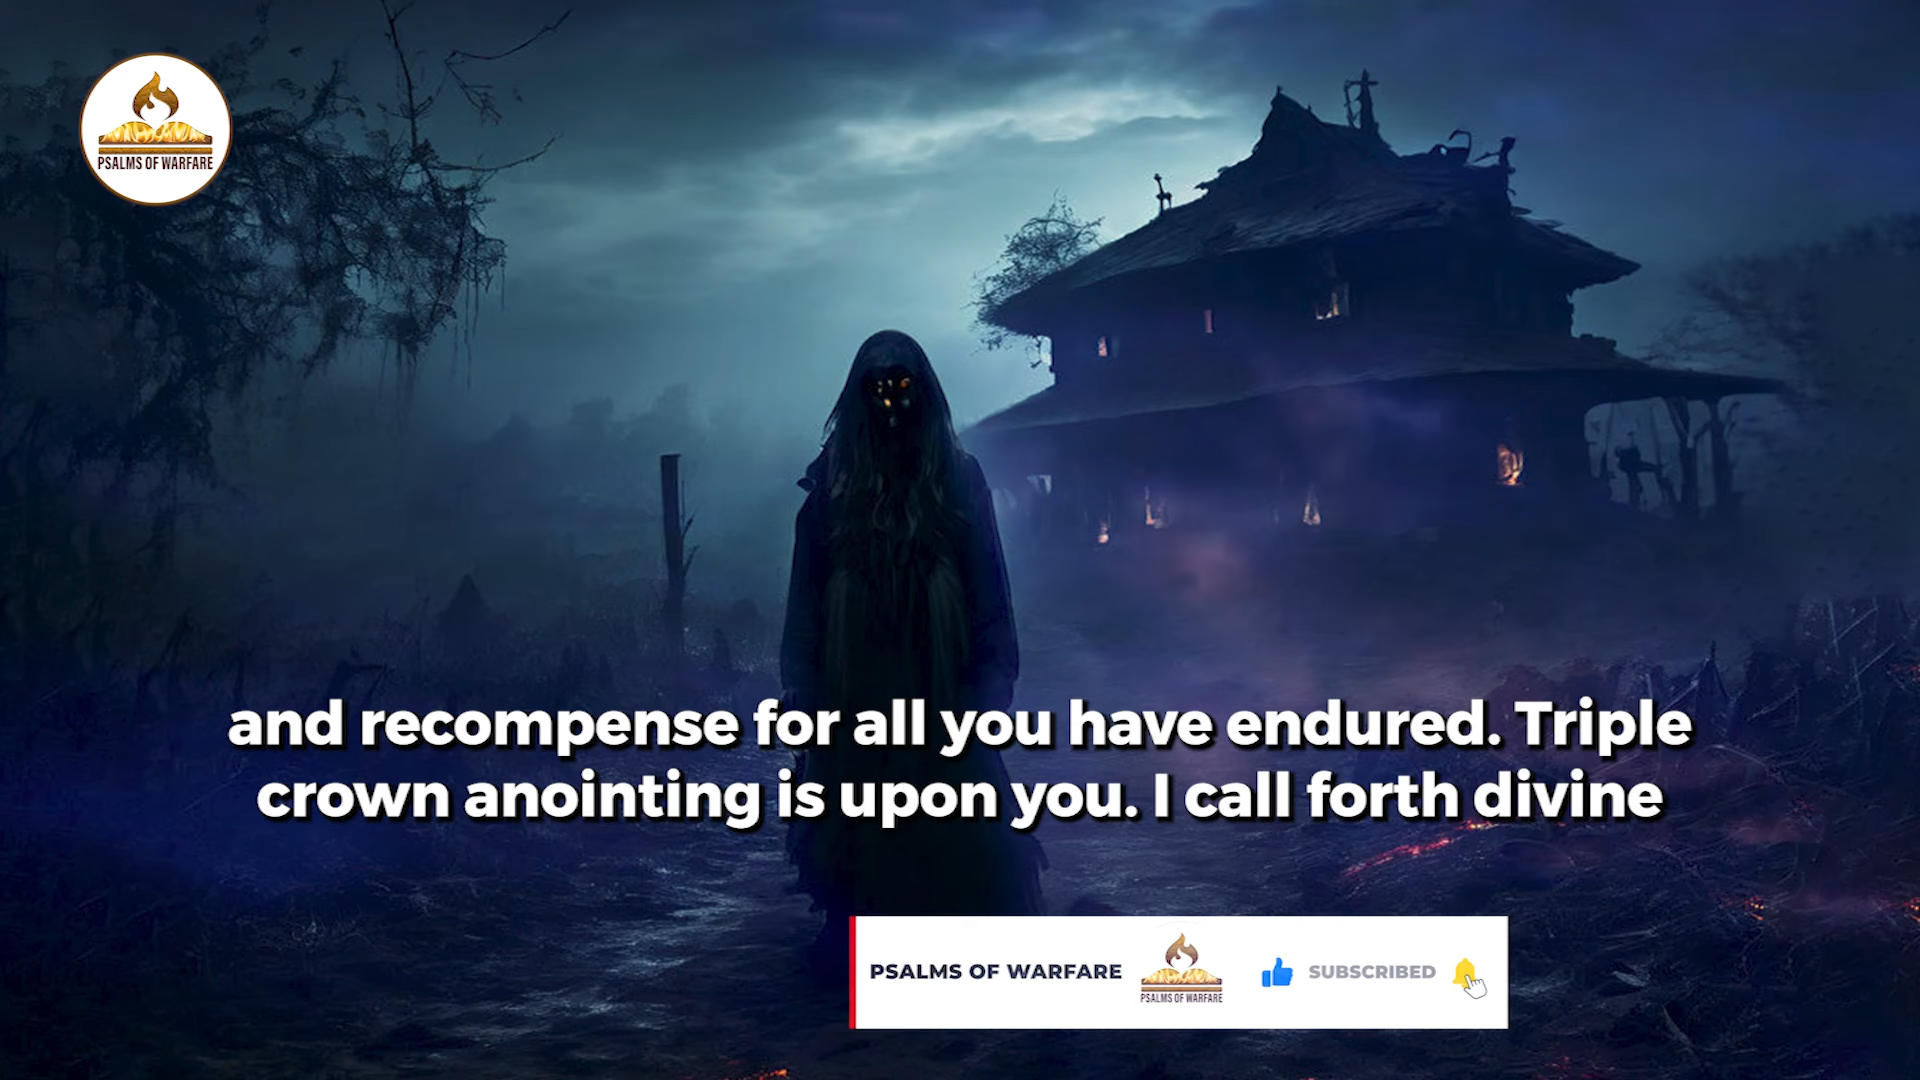 PSALMS OF WARFARE
and recompense for all you have endured. Triple
crown anointing is upon you. I call forth divine
PSALMS OF WARFARE
PSALMS OF WARFARE
SUBSCRIBED